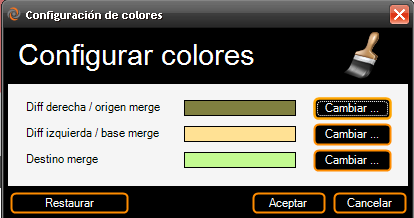 Configuración de colores
Configurar colores
Diff derecha / origen merge Cambiar ...
Diff izquierda / base merge Cambiar ...
Destino merge Cambiar ...
Restaurar Aceptar Cancelar